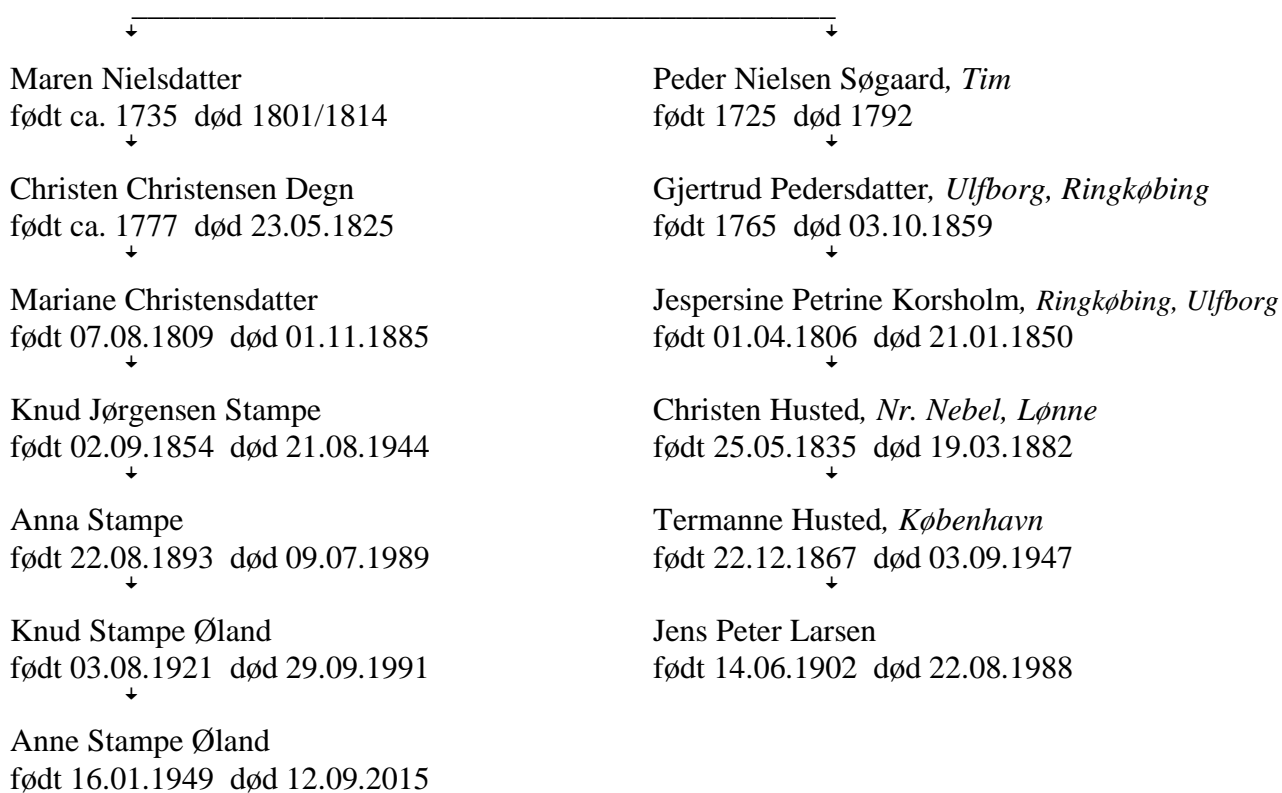 Maren Nielsdatter
født ca. 1735 død 1801/1814
Christen Christensen Degn
født ca. 1777 død 23.05.1825
Mariane Christensdatter
født 07.08.1809 død 01.11.1885
Knud Jørgensen Stampe
født 02.09.1854 død 21.08.1944
Anna Stampe
født 22.08.1893 død 09.07.1989
Knud Stampe Øland
født 03.08.1921 død 29.09.1991
Anne Stampe Øland
født 16.01.1949 død 12.09.2015
Peder Nielsen Søgaard, Tim
født 1725 død 1792
Gjertrud Pedersdatter, Ulfborg, Ringkøbing
født 1765 død 03.10.1859
Jespersine Petrine Korsholm, Ringkøbing, Ulfborg
født 01.04.1806 død 21.01.1850
Christen Husted, Nr. Nebel, Lønne
født 25.05.1835 død 19.03.1882
Termanne Husted, København
født 22.12.1867 død 03.09.1947
Jens Peter Larsen
født 14.06.1902 død 22.08.1988